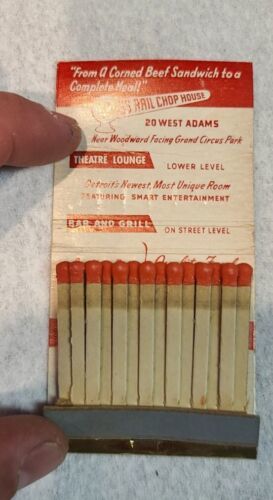 "From A Corned Beef Sandwich to a
Complete Meal!"
RAIL CHOP HOUSE
20 WEST ADAMS
Near Woodward Facing Grand Circus Park
THEATRE LOUNGE LOWER LEVEL
Detroit's Newest, Most Unique Room
FEATURING SMART ENTERTAINMENT
BAR AND GRILL ON STREET LEVEL